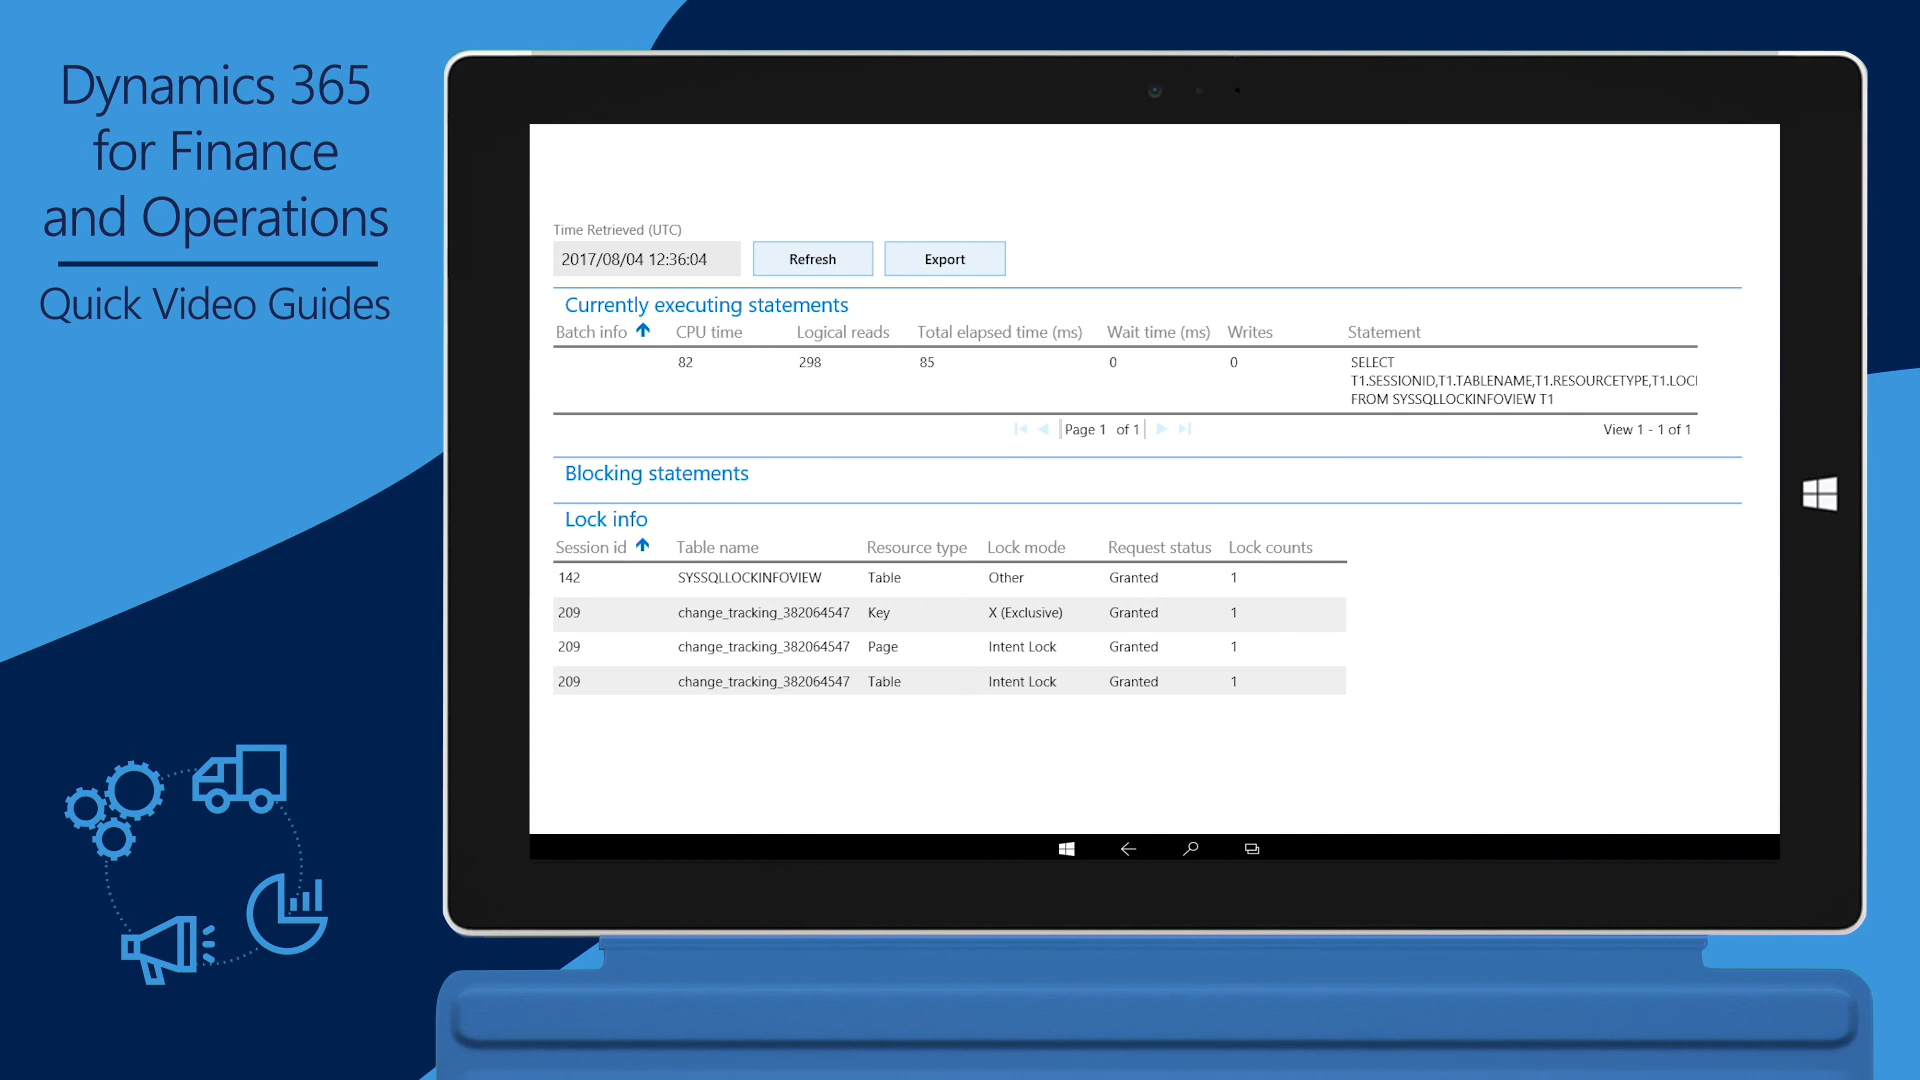 Dynamics 365
for Finance
and Operations
Quick Video Guides
Time Retrieved (UTC)
2017/08/04 12:36:04 Refresh Export
Currently executing statements
Batch info CPU time Logical reads Total elapsed time (ms) Wait time (ms) Writes Statement
82 298 85 0 0 SELECT
T1.SESSIONID,T1.TABLENAME,T1.RESOURCETYPE,T1.LOCI
FROM SYSSQLLOCKINFOVIEW T1
Page 1 of 1 View 1 - 1 of 1
Blocking statements
Lock info
Session id Table name Resource type Lock mode Request status Lock counts
142 SYSSQLLOCKINFOVIEW Table Other Granted 1
209 change_tracking_382064547 Key X (Exclusive) Granted 1
209 change_tracking_382064547 Page Intent Lock Granted 1
209 change_tracking_382064547 Table Intent Lock Granted 1